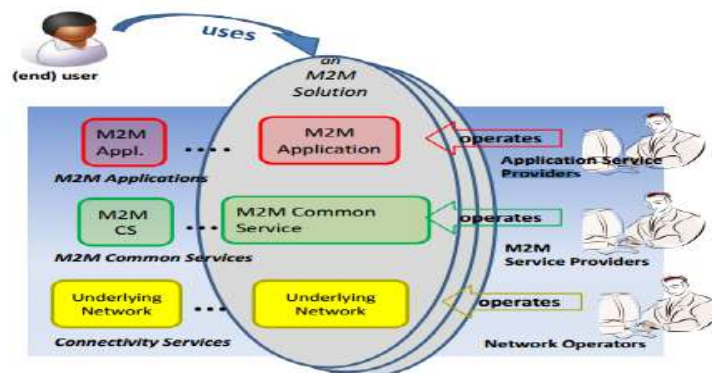 uses
(end) user
an
M2M
Solution
M2M
Appl.
....
M2M
Application
operates
M2M Applications
Application Service
Providers
M2M
CS
...
M2M Common
Service
operates
M2M Common Services
M2M
Service Providers
Underlying
Network
...
Underlying
Network
operates
Connectivity Services
Network Operators